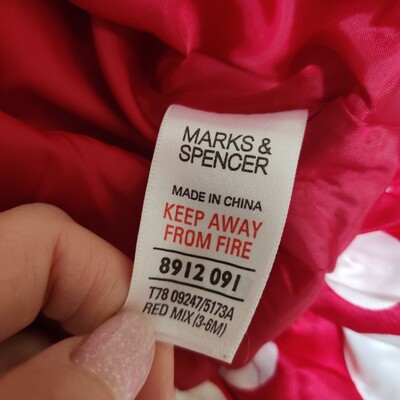 MARKS &
SPENCER
MADE IN CHINA
KEEP AWAY
FROM FIRE
8912 091
T78 09247/5173A
RED MIX (3-6M)